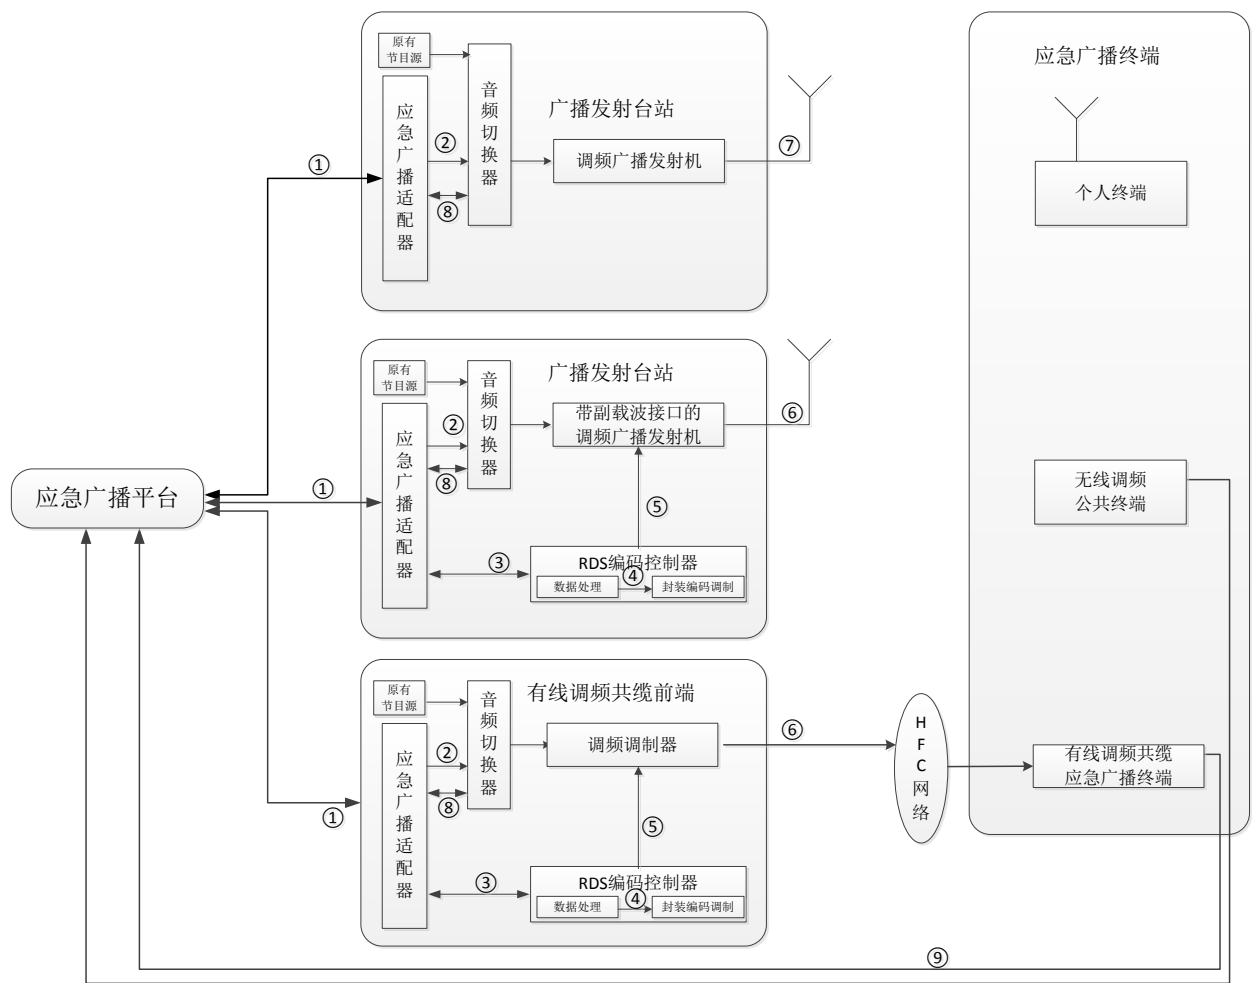 原有
节目源
应急广播适配器
音频切换器
①
②
⑧
广播发射台站
调频广播发射机
⑦
原有
节目源
应急广播适配器
音频切换器
广播发射台站
①
②
⑧
带副载波接口的
调频广播发射机
⑥
⑤
③
RDS编码控制器
数据处理
④
封装编码调制
应急广播平台
原有
节目源
应急广播适配器
音频切换器
有线调频共缆前端
①
②
⑧
调频调制器
⑥
⑤
③
RDS编码控制器
数据处理
④
封装编码调制
HFC网络
应急广播终端
个人终端
无线调频
公共终端
有线调频共缆
应急广播终端
⑨